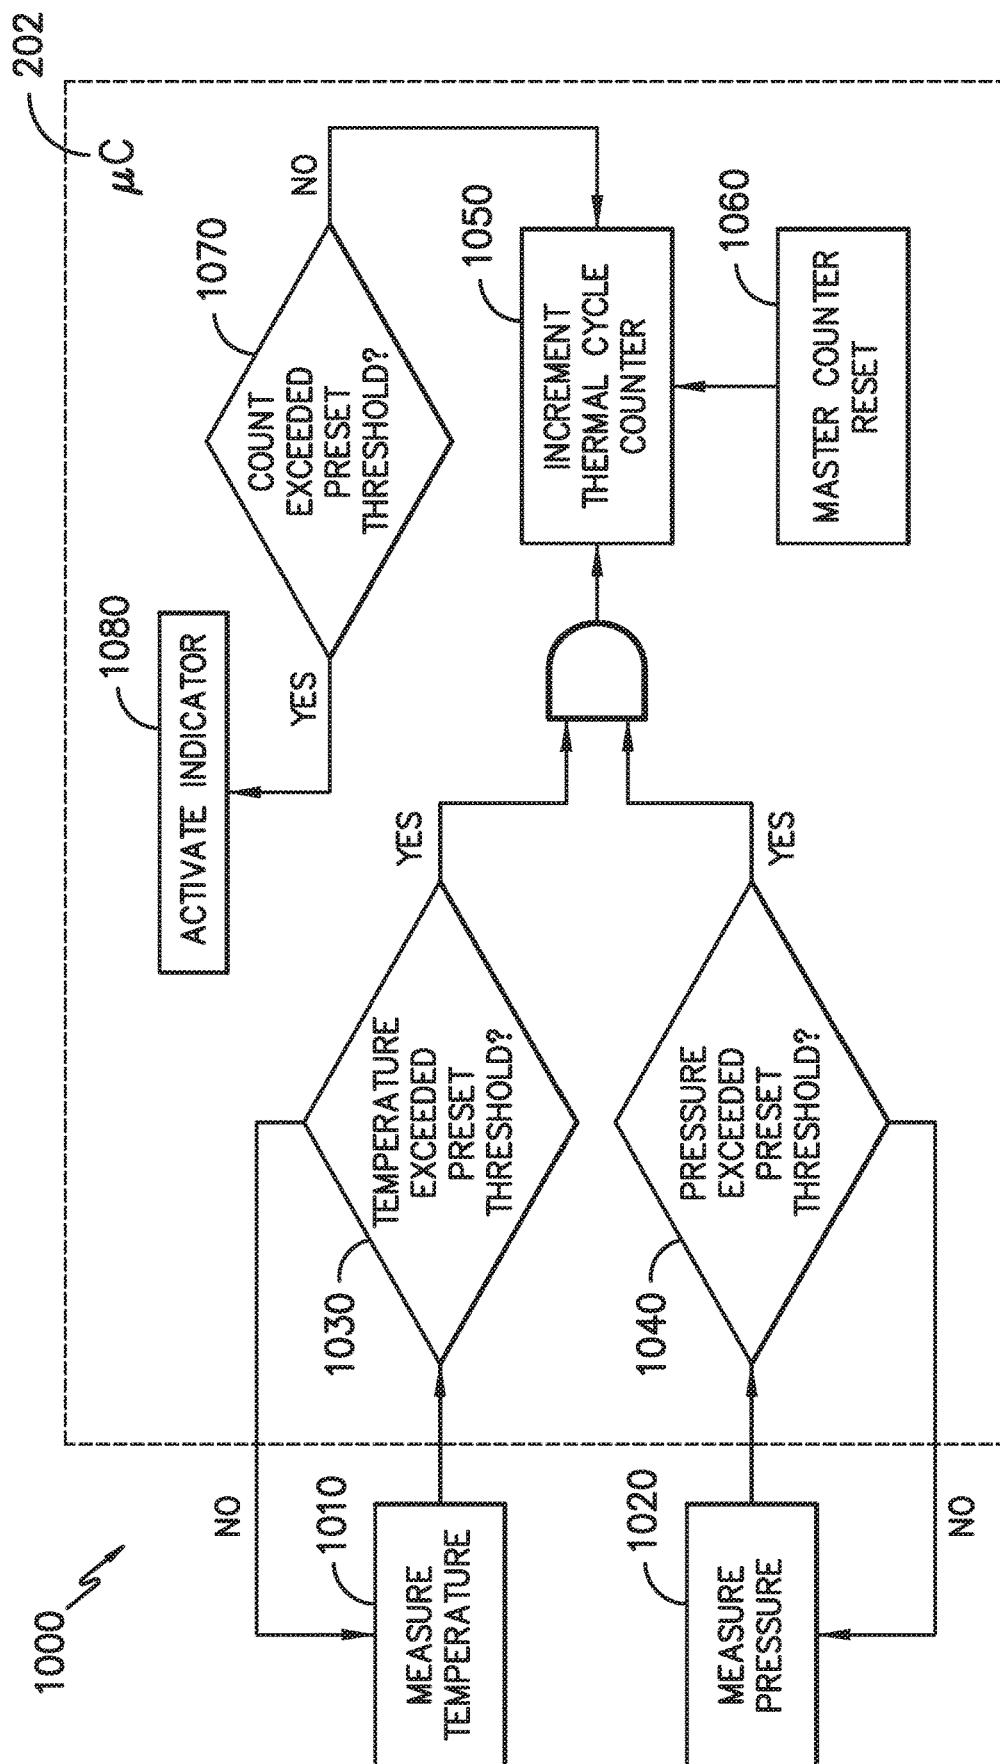 1000
202
μC
MEASURE
TEMPERATURE
1010
NO
TEMPERATURE
EXCEEDED
PRESET
THRESHOLD?
1030
YES
MEASURE
PRESSURE
1020
NO
PRESSURE
EXCEEDED
PRESET
THRESHOLD?
1040
YES
INCREMENT
THERMAL CYCLE
COUNTER
1050
MASTER COUNTER
RESET
1060
COUNT
EXCEEDED
PRESET
THRESHOLD?
1070
NO
YES
ACTIVATE INDICATOR
1080